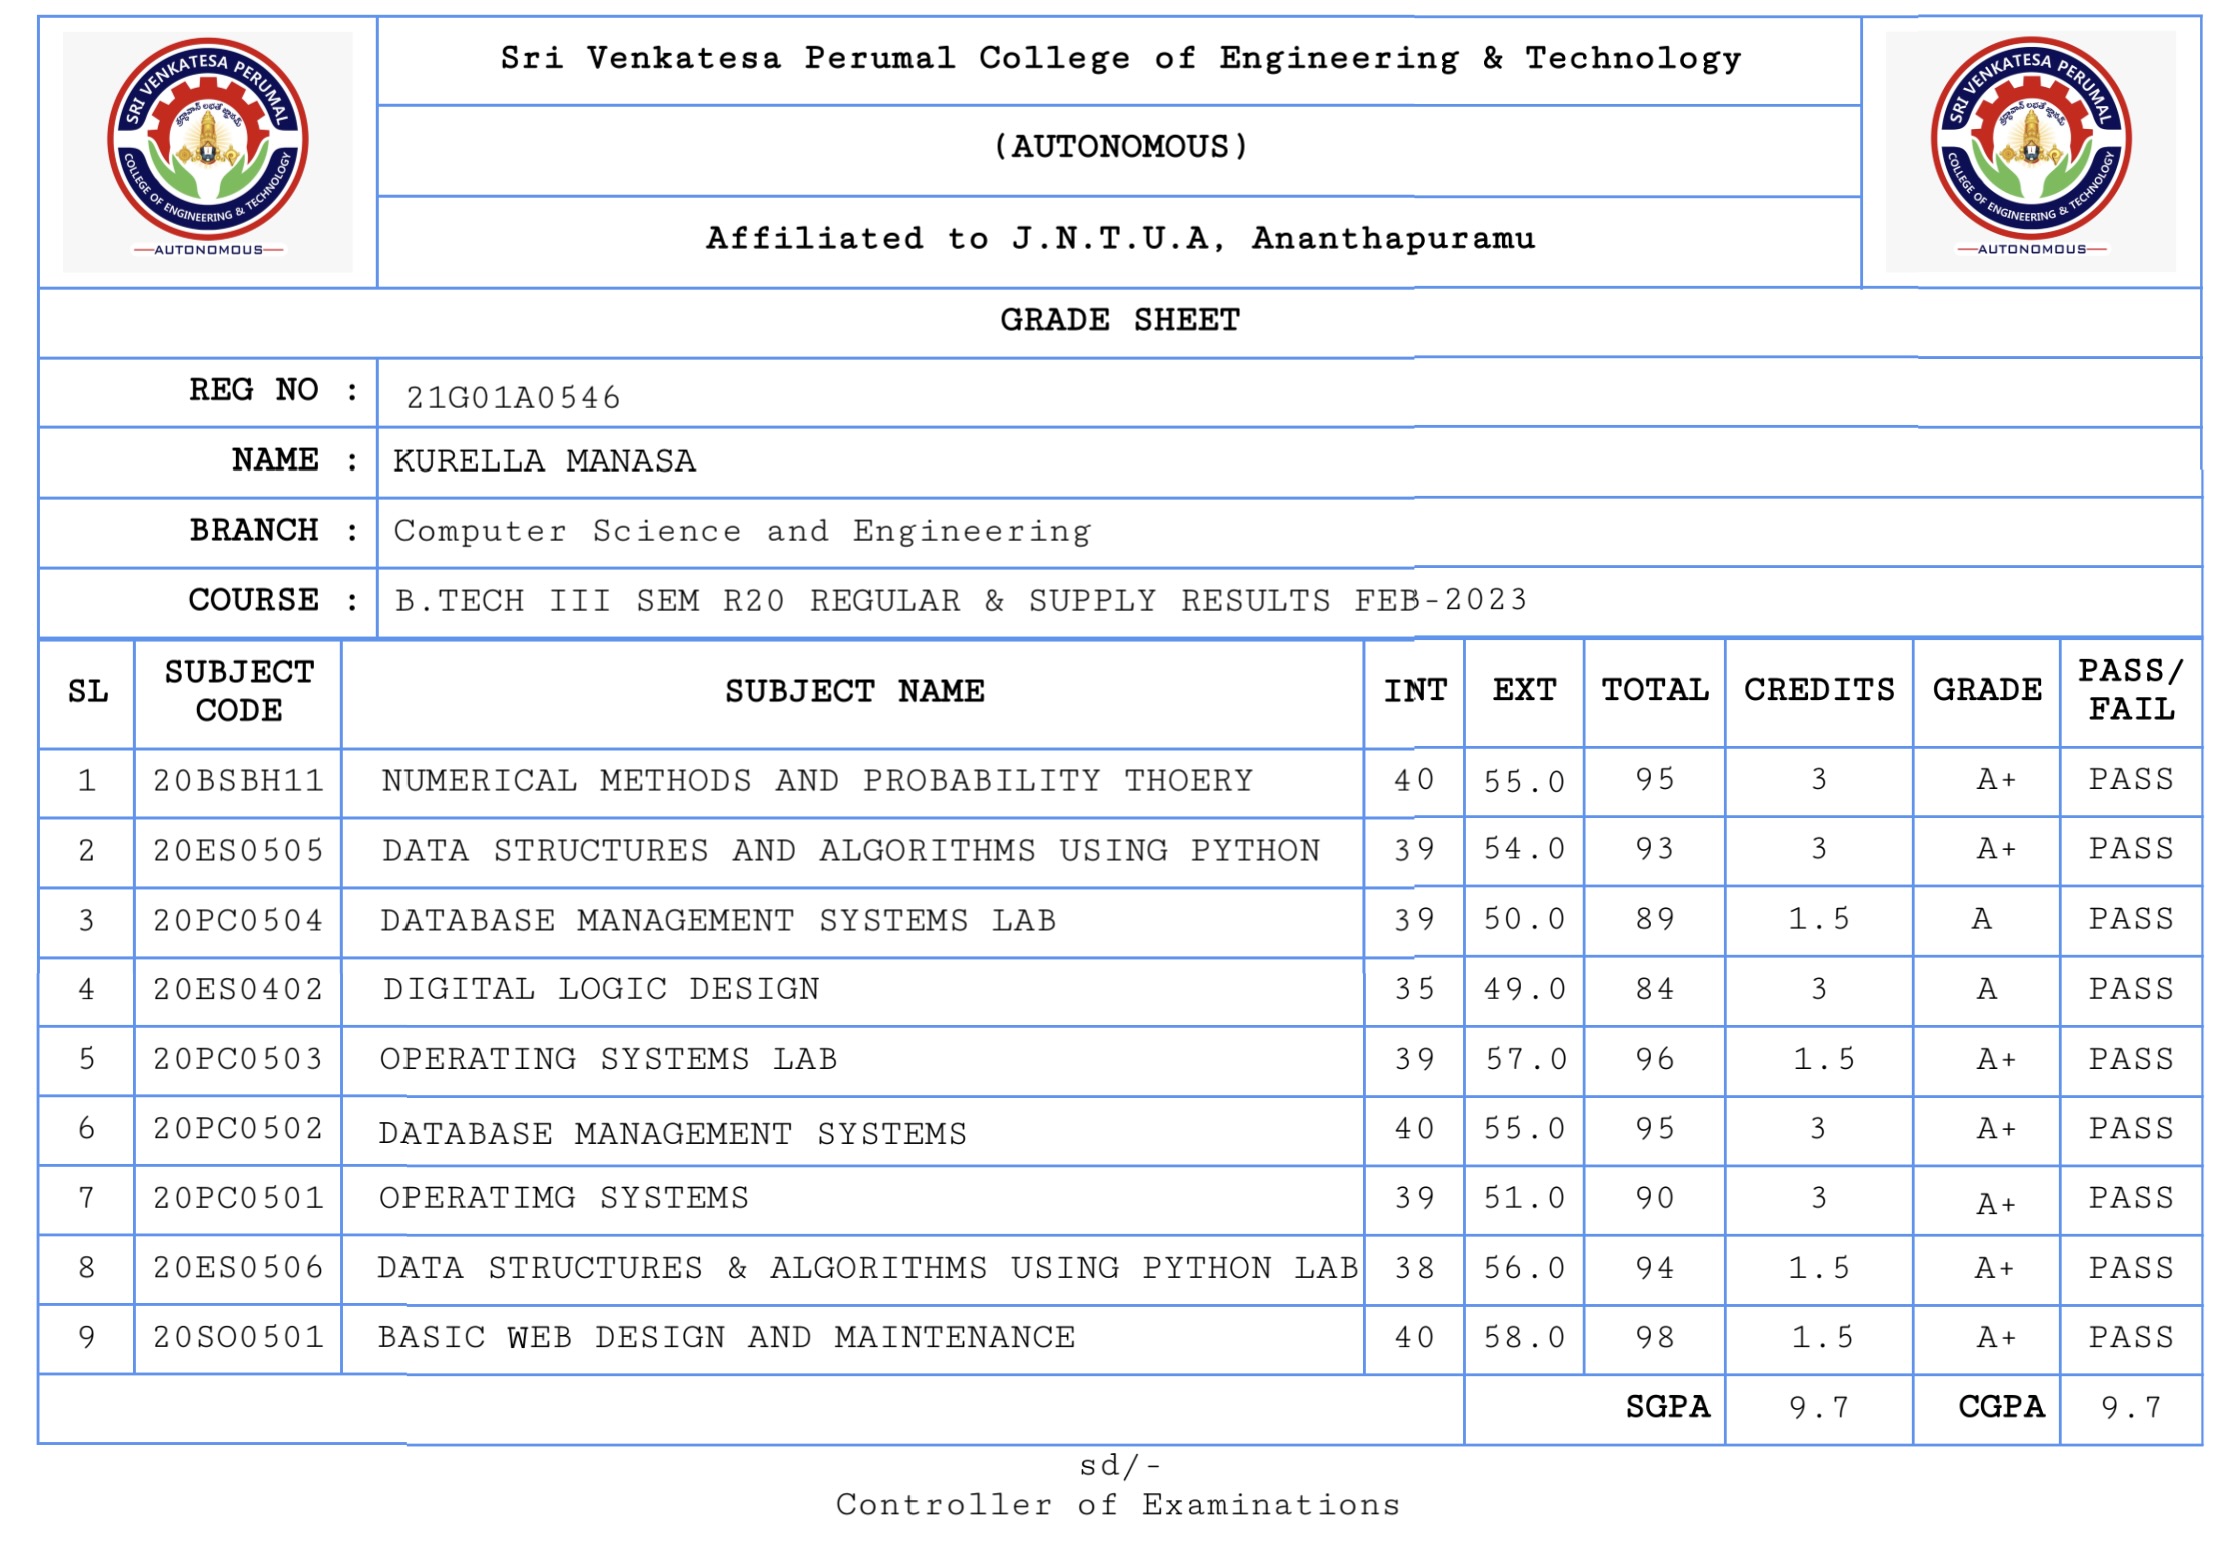 SRI VENKATESA PERUMAL
COLLEGE OF ENGINEERING & TECHNOLOGY
AUTONOMOUS
Sri Venkatesa Perumal College of Engineering & Technology
(AUTONOMOUS)
Affiliated to J.N.T.U.A, Ananthapuramu
SRI VENKATESA PERUMAL
COLLEGE OF ENGINEERING & TECHNOLOGY
AUTONOMOUS
GRADE SHEET
REG NO : 21G01A0546
NAME : KURELLA MANASA
BRANCH : Computer Science and Engineering
COURSE : B.TECH III SEM R20 REGULAR & SUPPLY RESULTS FEB-2023
SL SUBJECT CODE SUBJECT NAME INT EXT TOTAL CREDITS GRADE PASS/FAIL
1 20BSBH11 NUMERICAL METHODS AND PROBABILITY THOERY 40 55.0 95 3 A+ PASS
2 20ES0505 DATA STRUCTURES AND ALGORITHMS USING PYTHON 39 54.0 93 3 A+ PASS
3 20PC0504 DATABASE MANAGEMENT SYSTEMS LAB 39 50.0 89 1.5 A PASS
4 20ES0402 DIGITAL LOGIC DESIGN 35 49.0 84 3 A PASS
5 20PC0503 OPERATING SYSTEMS LAB 39 57.0 96 1.5 A+ PASS
6 20PC0502 DATABASE MANAGEMENT SYSTEMS 40 55.0 95 3 A+ PASS
7 20PC0501 OPERATIMG SYSTEMS 39 51.0 90 3 A+ PASS
8 20ES0506 DATA STRUCTURES & ALGORITHMS USING PYTHON LAB 38 56.0 94 1.5 A+ PASS
9 20SO0501 BASIC WEB DESIGN AND MAINTENANCE 40 58.0 98 1.5 A+ PASS
SGPA 9.7 CGPA 9.7
sd/-
Controller of Examinations